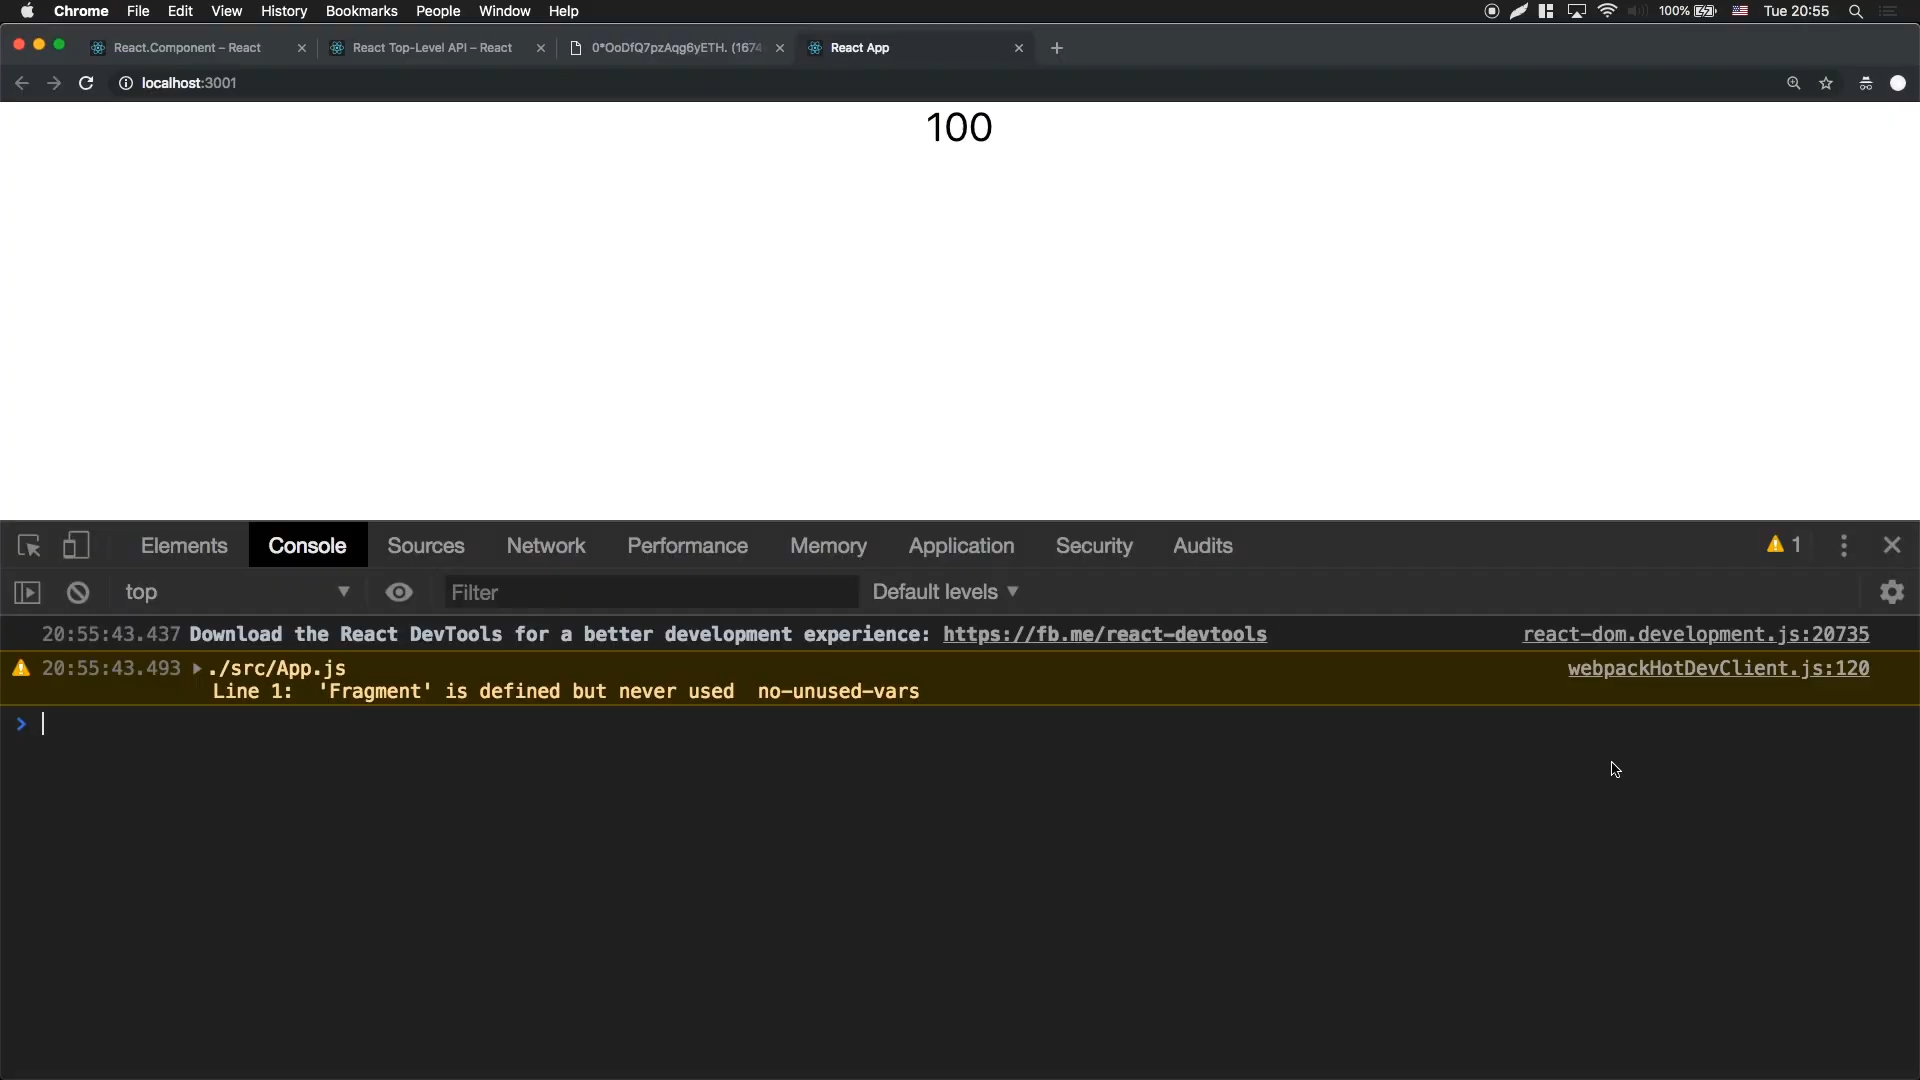 Chrome File Edit View History Bookmarks People Window Help 100% Tue 20:55
React.Component – React React Top-Level API – React 0*OoDfQ7pzAqg6yETH. (1674 React App
localhost:3001
100
Elements Console Sources Network Performance Memory Application Security Audits 1
top Filter Default levels
20:55:43.437 Download the React DevTools for a better development experience: https://fb.me/react-devtools react-dom.development.js:20735
20:55:43.493 ./src/App.js webpackHotDevClient.js:120
Line 1: 'Fragment' is defined but never used no-unused-vars